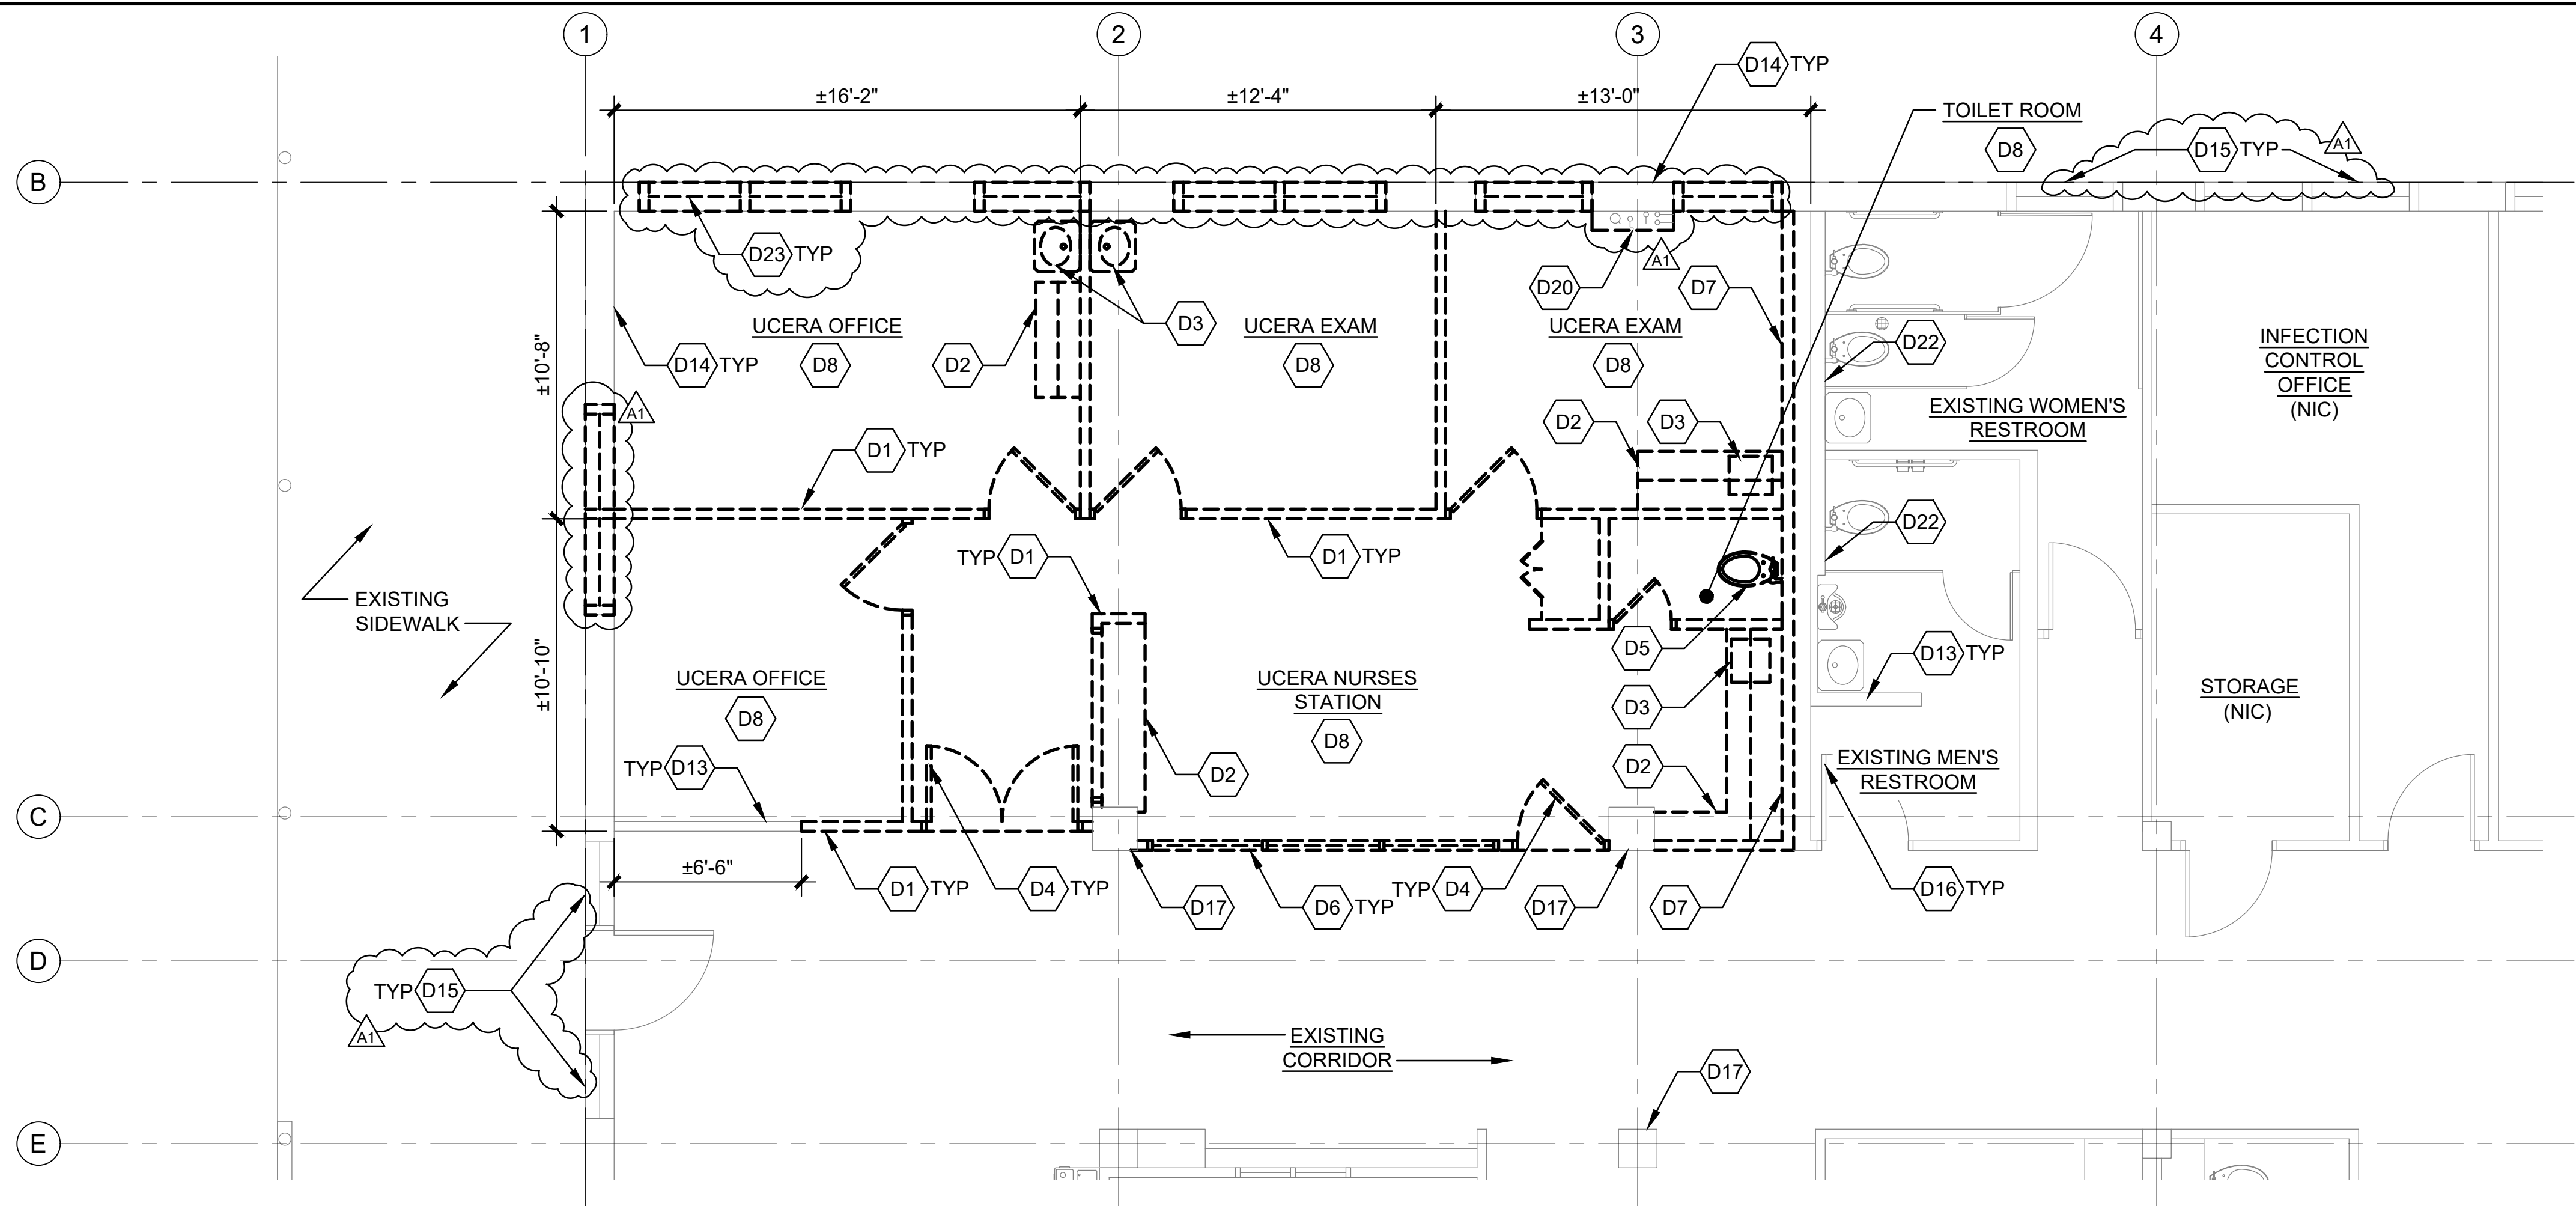 1
2
3
4
D14 TYP
±16'-2"
±12'-4"
±13'-0"
TOILET ROOM
D8
D15 TYP
A1
B
D23 TYP
D20
A1
D7
D3
UCERA OFFICE
D8
UCERA EXAM
D8
UCERA EXAM
D8
D22
INFECTION
CONTROL
OFFICE
(NIC)
±10'-8"
D14 TYP
D2
A1
D2
D3
EXISTING WOMEN'S
RESTROOM
D1 TYP
TYP D1
D1 TYP
D22
EXISTING
SIDEWALK
±10'-10"
D5
D13 TYP
UCERA OFFICE
D8
UCERA NURSES
STATION
D8
D3
STORAGE
(NIC)
TYP D13
D2
D2
EXISTING MEN'S
RESTROOM
C
±6'-6"
D1 TYP
D4 TYP
D17
D6 TYP
TYP D4
D17
D7
D16 TYP
D
TYP D15
A1
EXISTING
CORRIDOR
D17
E